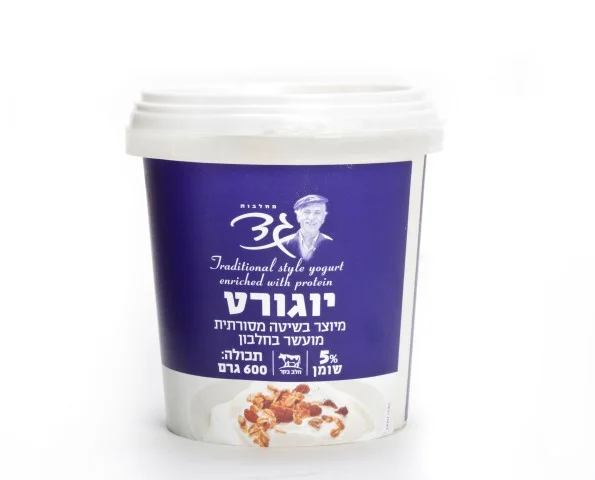 מחלבות
גד
Traditional style yogurt
enriched with protein
יוגורט
מיוצר בשיטה מסורתית
מועשר בחלבון
5% שומן
חלב בקר
תכולה: 600 גרם